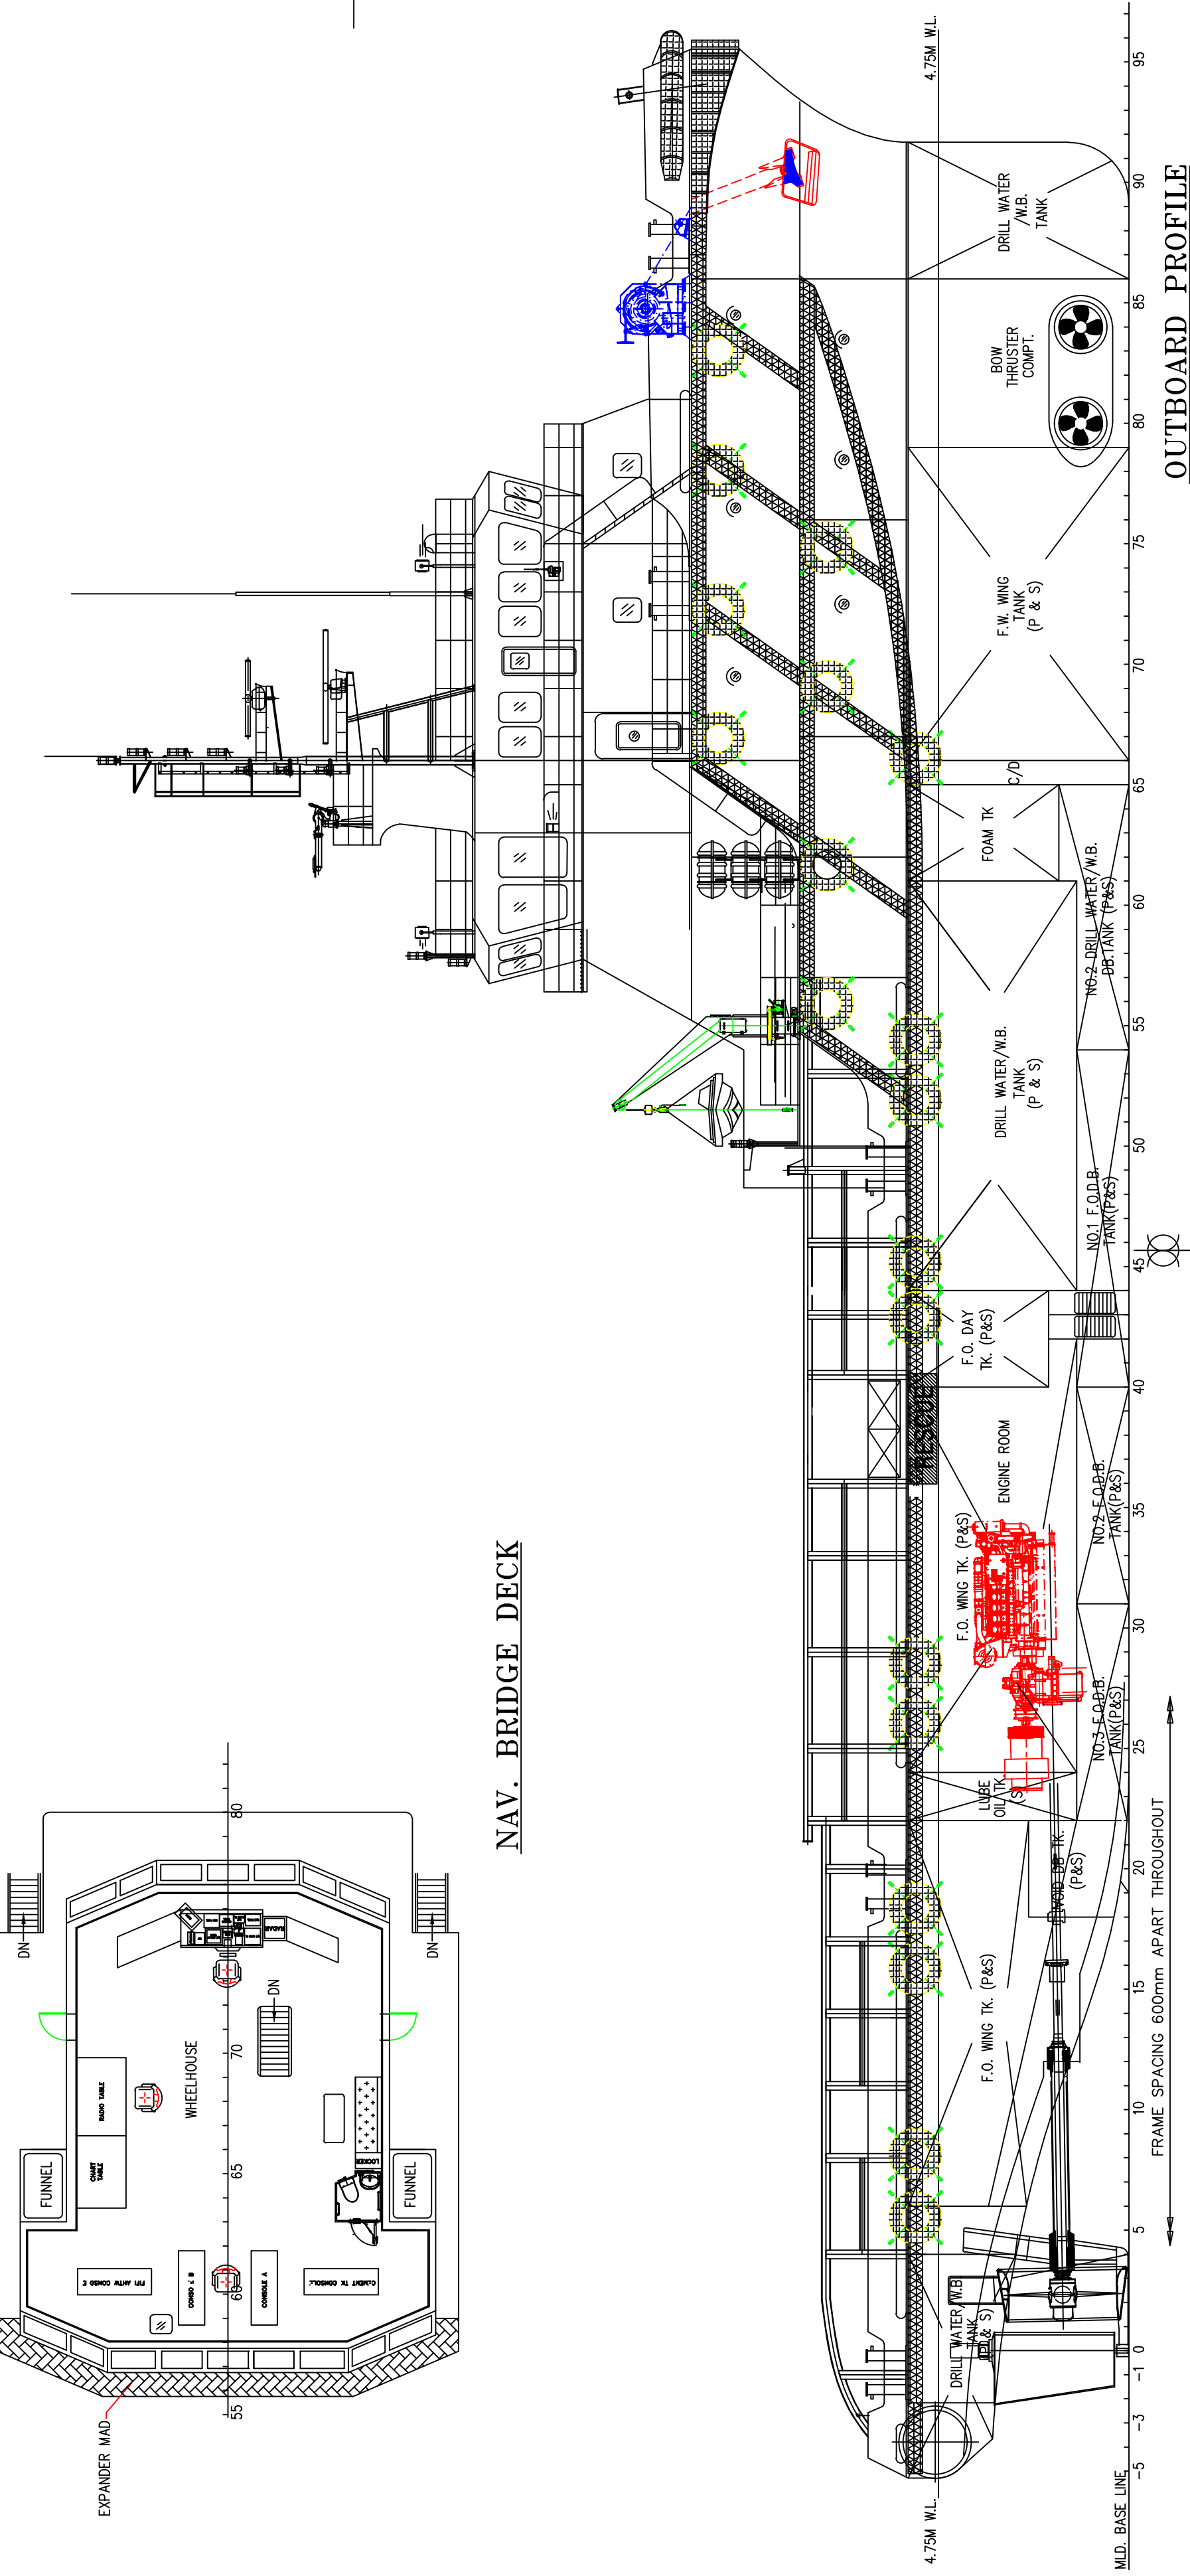 NAV. BRIDGE DECK
EXPANDER MAD
55
65
70
80
DN
DN
DN
FUNNEL
FUNNEL
WHEELHOUSE
CHART
TABLE
RADIO TABLE
RADAR
LOCKER
CONSOLE A
OUTBOARD PROFILE
4.75M W.L.
4.75M W.L.
MLD. BASE LINE
RESCUE
DRILL WATER/W.B
TANK
(P & S)
F.O. WING TK. (P&S)
VOID DB TK.
(P&S)
LUBE
OIL TK
(S)
F.O. WING TK. (P&S)
ENGINE ROOM
NO.3 F.O.D.B.
TANK(P&S)
NO.2 F.O.D.B.
TANK(P&S)
F.O. DAY
TK. (P&S)
NO.1 F.O.D.B.
TANK(P&S)
DRILL WATER/W.B.
TANK
(P & S)
NO.2 DRILL WATER/W.B.
DB.TANK (P&S)
FOAM TK
C/D
F.W. WING
TANK
(P & S)
BOW
THRUSTER
COMPT.
DRILL WATER
/W.B.
TANK
-5
-3
-1
0
5
10
15
20
25
30
35
40
45
50
55
60
65
70
75
80
85
90
95
FRAME SPACING 600mm APART THROUGHOUT